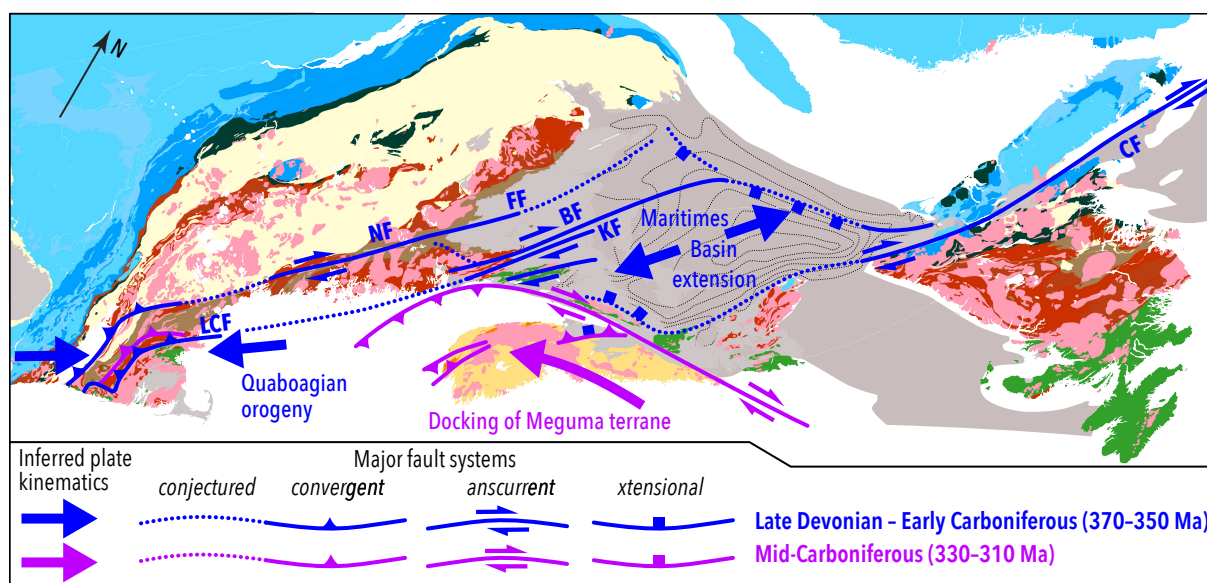 N
CF
FF
BF
NF
KF
Maritimes
Basin
extension
LCF
Quaboagian
orogeny
Docking of Meguma terrane
Inferred plate
kinematics
Major fault systems
conjectured convergent anscurrent xtensional
Late Devonian – Early Carboniferous (370–350 Ma)
Mid-Carboniferous (330–310 Ma)